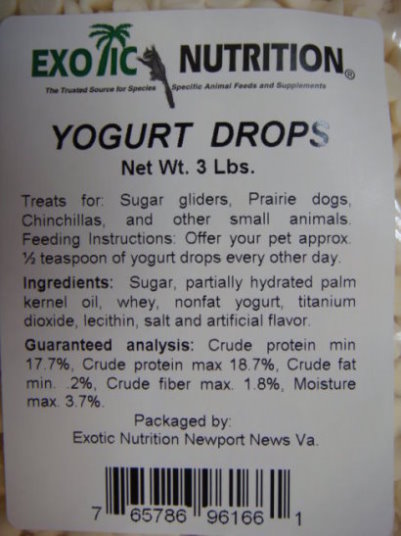 EXOTIC NUTRITION®
The Trusted Source for Species Specific Animal Feeds and Supplements
YOGURT DROPS
Net Wt. 3 Lbs.
Treats for: Sugar gliders, Prairie dogs,
Chinchillas, and other small animals.
Feeding Instructions: Offer your pet approx.
½ teaspoon of yogurt drops every other day.
Ingredients: Sugar, partially hydrated palm
kernel oil, whey, nonfat yogurt, titanium
dioxide, lecithin, salt and artificial flavor.
Guaranteed analysis: Crude protein min
17.7%, Crude protein max 18.7%, Crude fat
min. .2%, Crude fiber max. 1.8%, Moisture
max. 3.7%.
Packaged by:
Exotic Nutrition Newport News Va.
7 65786 96166 1